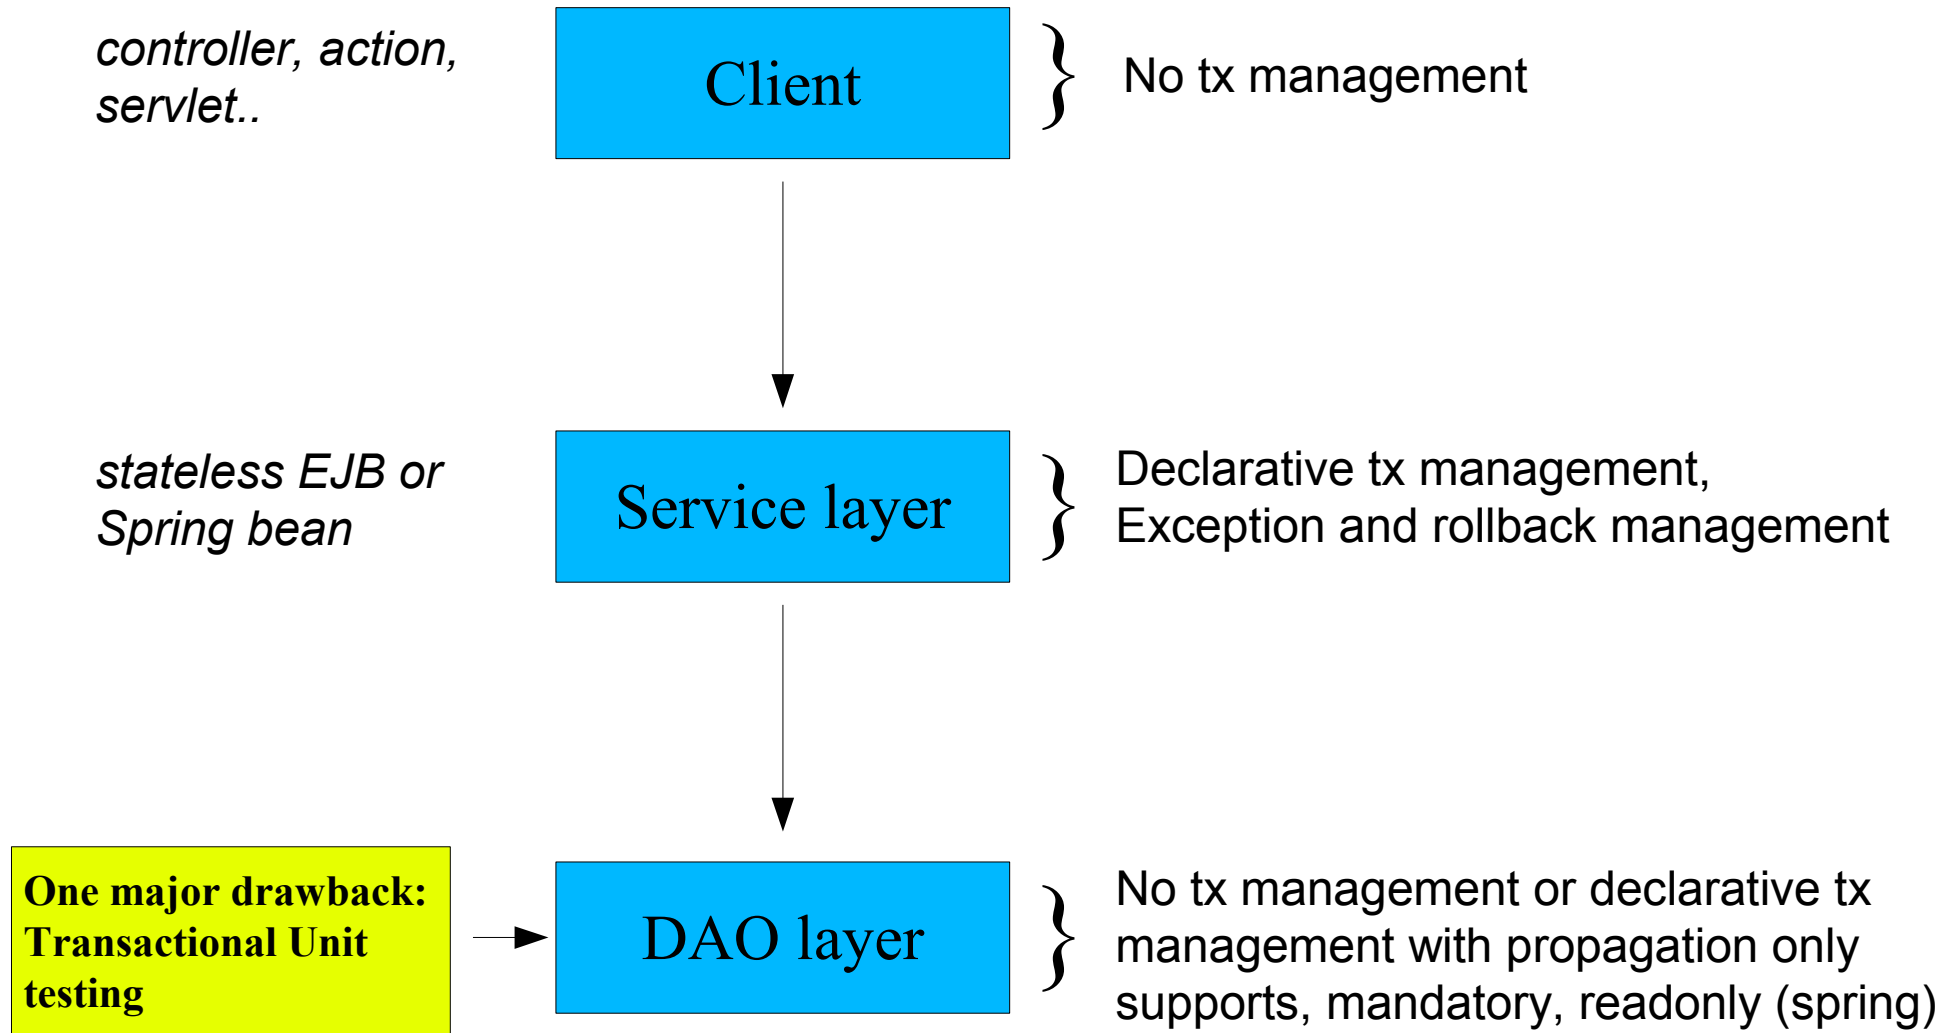 controller, action,
servlet..
Client
No tx management
stateless EJB or
Spring bean
Service layer
Declarative tx management,
Exception and rollback management
One major drawback:
Transactional Unit
testing
DAO layer
No tx management or declarative tx
management with propagation only
supports, mandatory, readonly (spring)